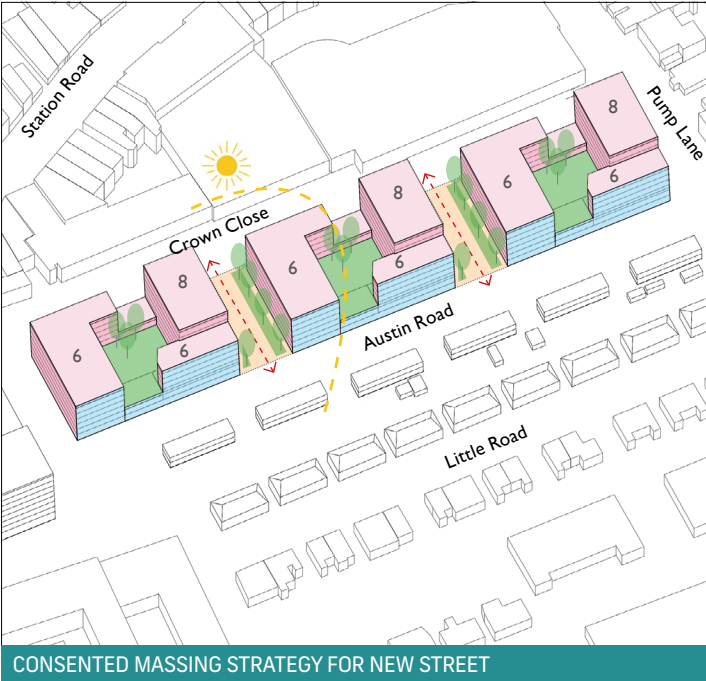 Station Road
Pump Lane
8
6
6
8
Crown Close
6
6
8
Austin Road
6
6
Little Road
CONSENTED MASSING STRATEGY FOR NEW STREET